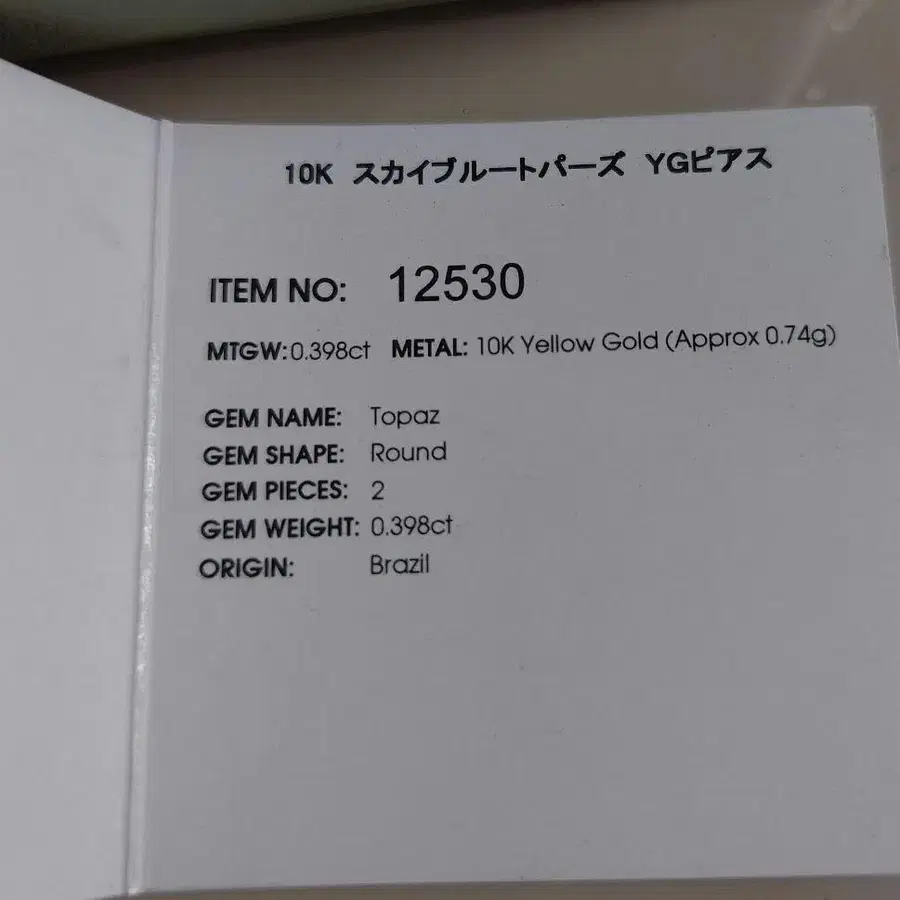 10K スカイブルートパーズ YGピアス
ITEM NO: 12530
MTGW:0.398ct METAL: 10K Yellow Gold (Approx 0.74g)
GEM NAME: Topaz
GEM SHAPE: Round
GEM PIECES: 2
GEM WEIGHT: 0.398ct
ORIGIN: Brazil